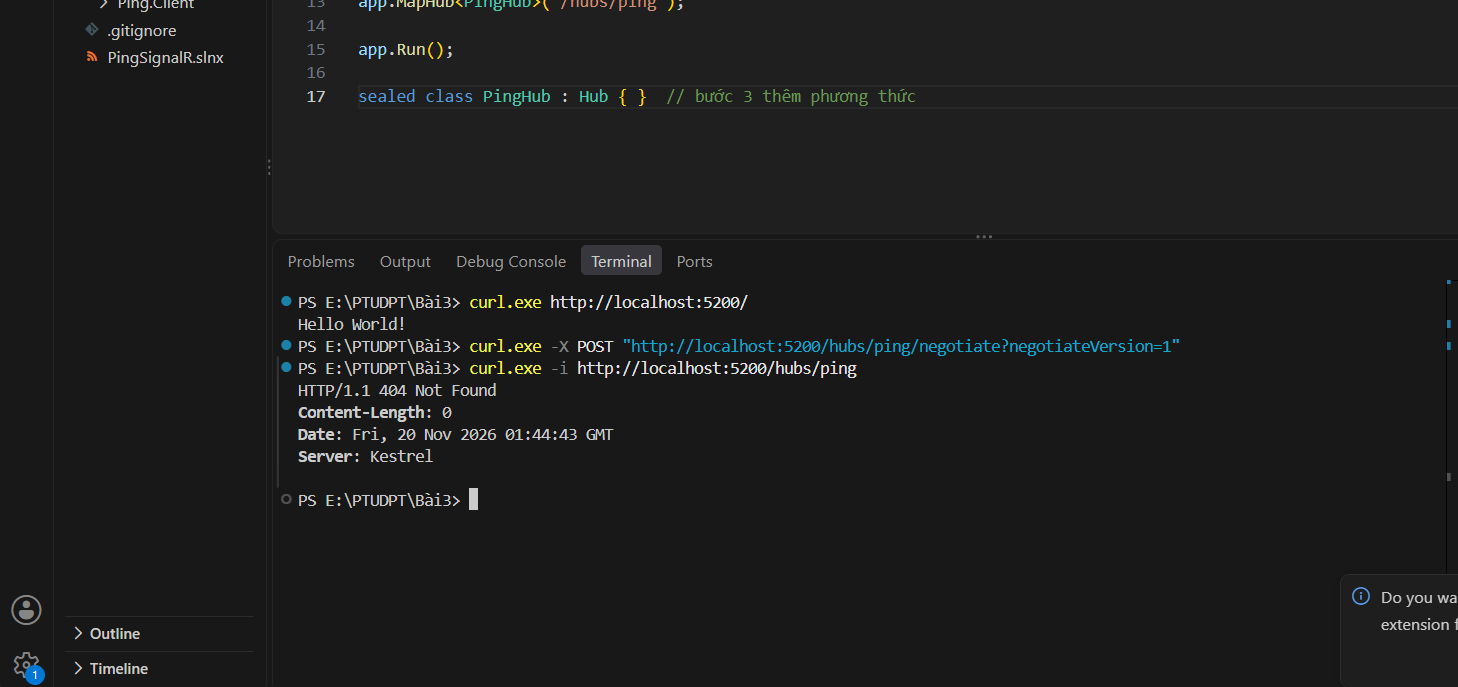 Ping.Client
.gitignore
PingSignalR.slnx
13 app.MapHub<PingHub>("/hubs/ping");
14
15 app.Run();
16
17 sealed class PingHub : Hub { }  // bước 3 thêm phương thức
Problems Output Debug Console Terminal Ports
PS E:\PTUDPT\Bài3> curl.exe http://localhost:5200/
Hello World!
PS E:\PTUDPT\Bài3> curl.exe -X POST "http://localhost:5200/hubs/ping/negotiate?negotiateVersion=1"
PS E:\PTUDPT\Bài3> curl.exe -i http://localhost:5200/hubs/ping
HTTP/1.1 404 Not Found
Content-Length: 0
Date: Fri, 20 Nov 2026 01:44:43 GMT
Server: Kestrel
PS E:\PTUDPT\Bài3>
Do you wa
extension f
Outline
Timeline
1